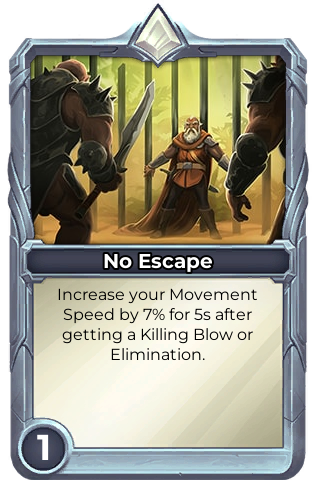 No Escape
Increase your Movement
Speed by 7% for 5s after
getting a Killing Blow or
Elimination.
1